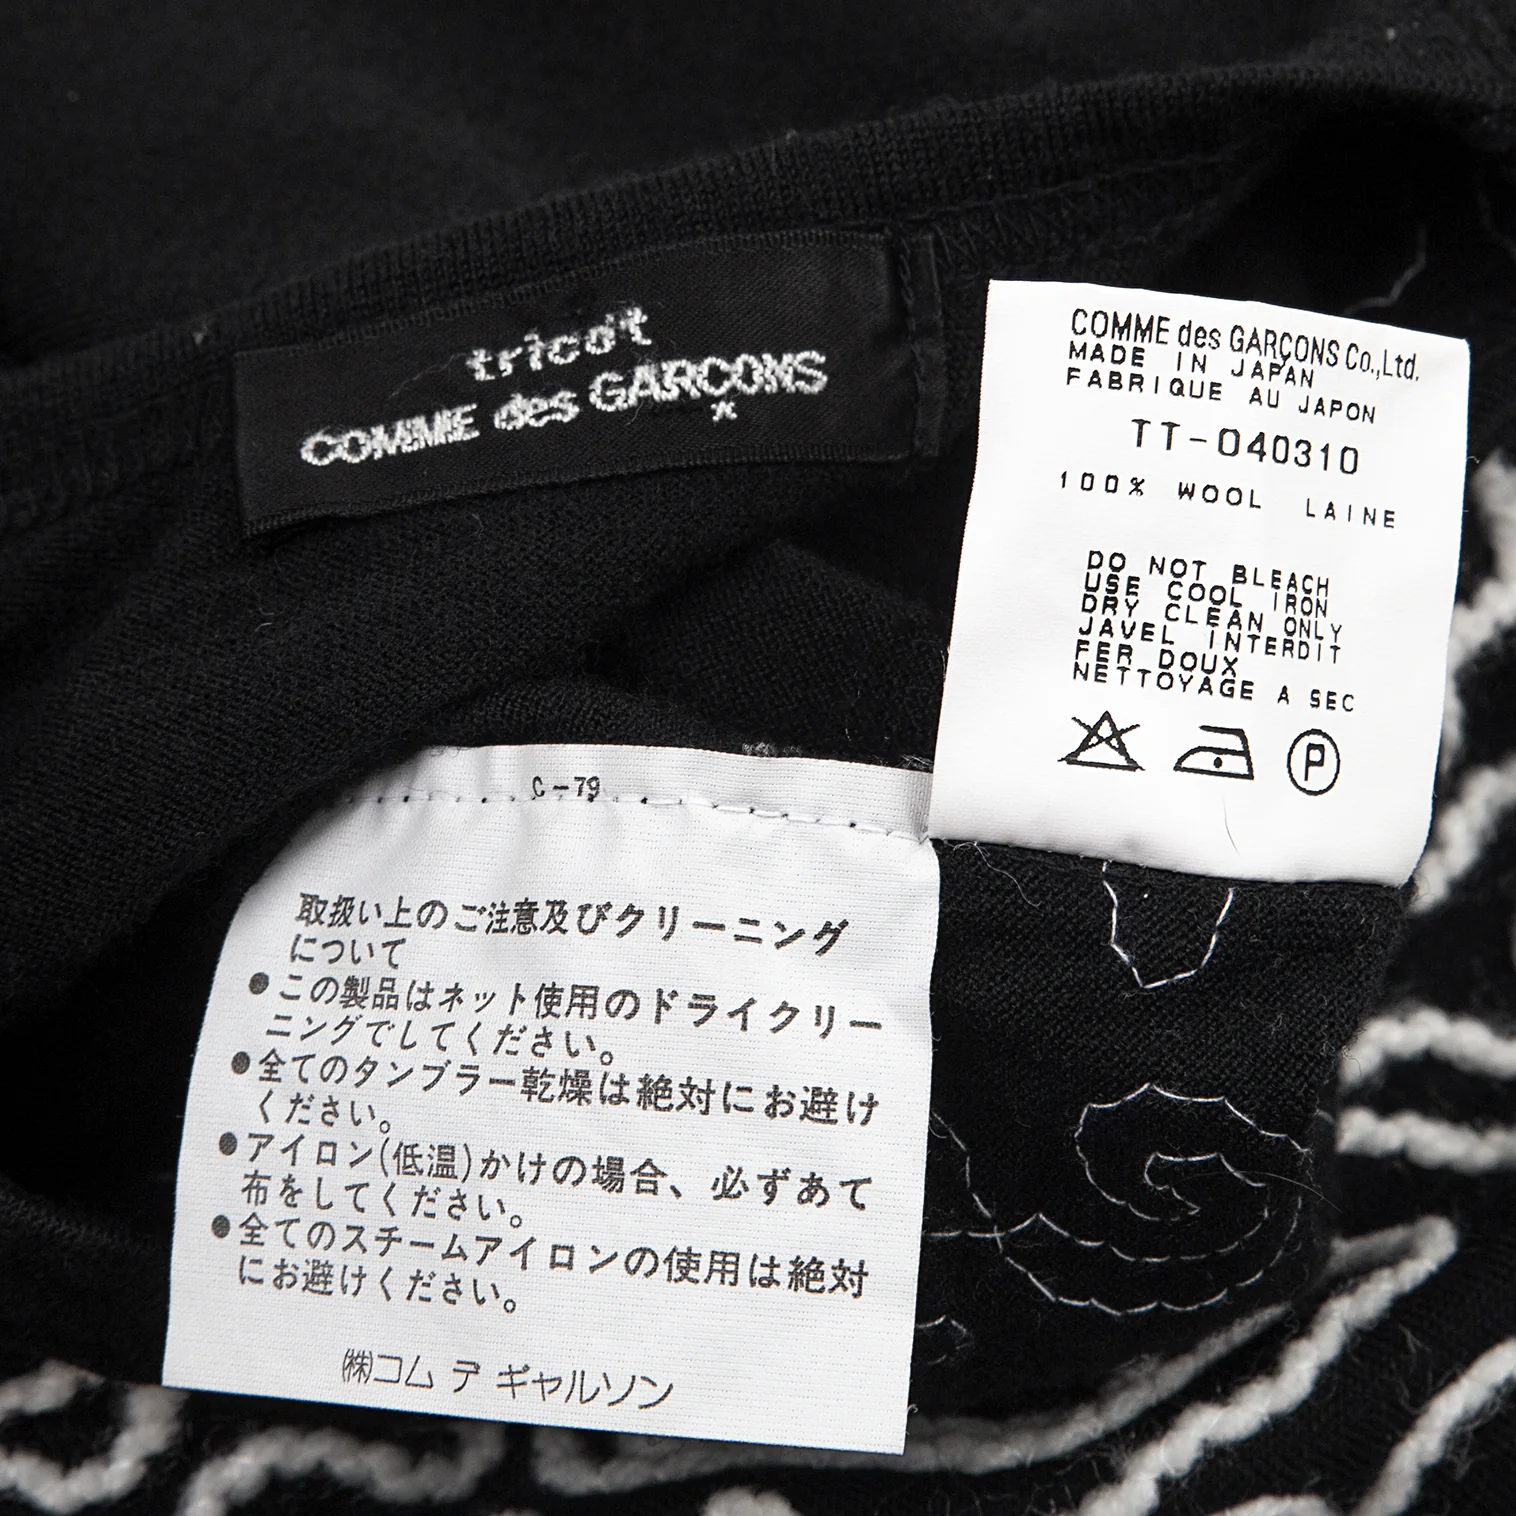 tricot
COMME des GARÇONS
COMME des GARÇONS Co.,Ltd.
MADE IN JAPAN
FABRIQUE AU JAPON
TT-040310
100% WOOL LAINE
DO NOT BLEACH
USE COOL IRON
DRY CLEAN ONLY
JAVEL INTERDIT
FER DOUX
NETTOYAGE A SEC
P
C-79
取扱い上のご注意及びクリーニング
について
●この製品はネット使用のドライクリー
ニングでしてください。
●全てのタンブラー乾燥は絶対にお避け
ください。
●アイロン(低温)かけの場合、必ずあて
布をしてください。
●全てのスチームアイロンの使用は絶対
にお避けください。
㈱コム デ ギャルソン